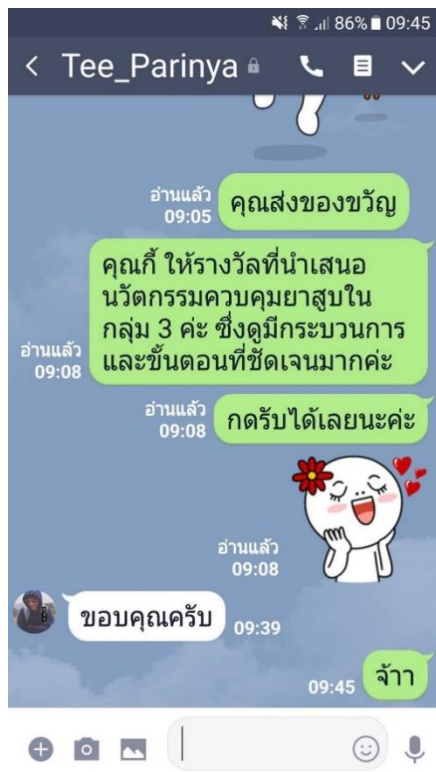 86% 09:45
Tee_Parinya
อ่านแล้ว
09:05
คุณส่งของขวัญ
คุณกี้ ให้รางวัลที่นำเสนอ
นวัตกรรมควบคุมยาสูบใน
กลุ่ม 3 ค่ะ ซึ่งดูมีกระบวนการ
และขั้นตอนที่ชัดเจนมากค่ะ
อ่านแล้ว
09:08
อ่านแล้ว
09:08
กดรับได้เลยนะค่ะ
อ่านแล้ว
09:08
ขอบคุณครับ
09:39
09:45
จ้าา